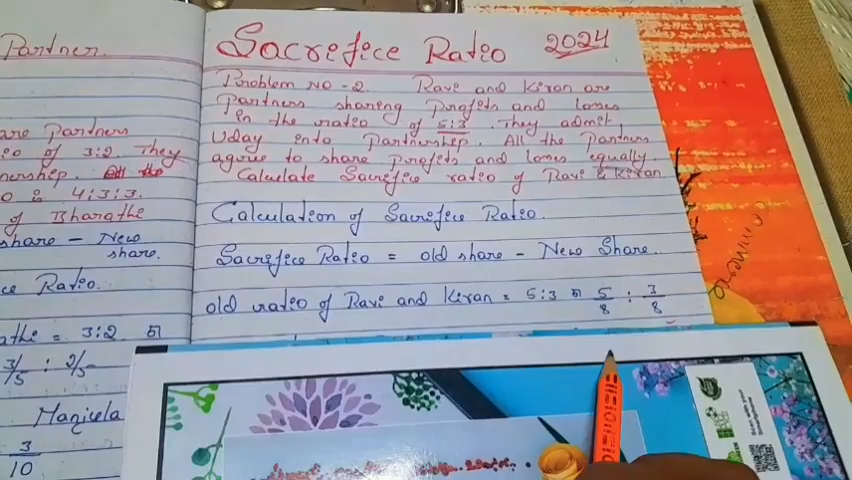 Partner.
are Partners
io of 3:2. They
nership.
o is 4:3:3.
of Bharathi
share - New
share.
ce Ratio.
athi = 3:2 or
3/5 : 2/5
Manjula
3
10
Sacrifice Ratio 2024
Problem No - 2. Ravi and Kiran are
Partners sharing Profits and losses
in the ratio of 5:3. They admit
Uday into Partnership. All the Partners
agree to share Profits and losses equally.
Calculate Sacrifice ratio of Ravi & Kiran
Calculation of Sacrifice Ratio.
Sacrifice Ratio = old share - New Share.
old ratio of Ravi and Kiran = 5:3 or 5/8 : 3/8